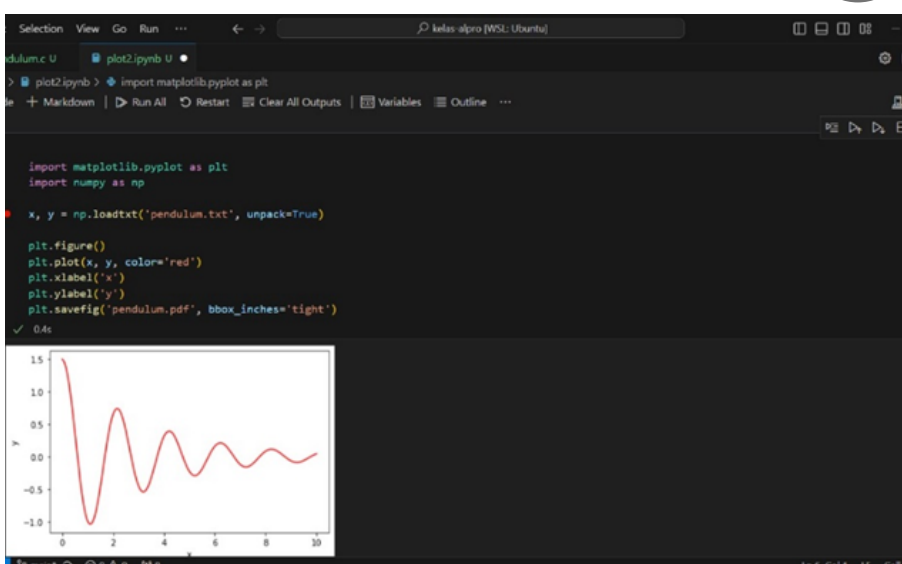 Selection View Go Run ··· ← → kelas-alpro [WSL: Ubuntu]
dulum.c U plot2.ipynb U ●
> plot2.ipynb > import matplotlib.pyplot as plt
+ Markdown | Run All Restart Clear All Outputs | Variables Outline ···
import matplotlib.pyplot as plt
import numpy as np
x, y = np.loadtxt('pendulum.txt', unpack=True)
plt.figure()
plt.plot(x, y, color='red')
plt.xlabel('x')
plt.ylabel('y')
plt.savefig('pendulum.pdf', bbox_inches='tight')
✓ 0.4s
1.5
1.0
0.5
y
0.0
−0.5
−1.0
0 2 4 6 8 10
x